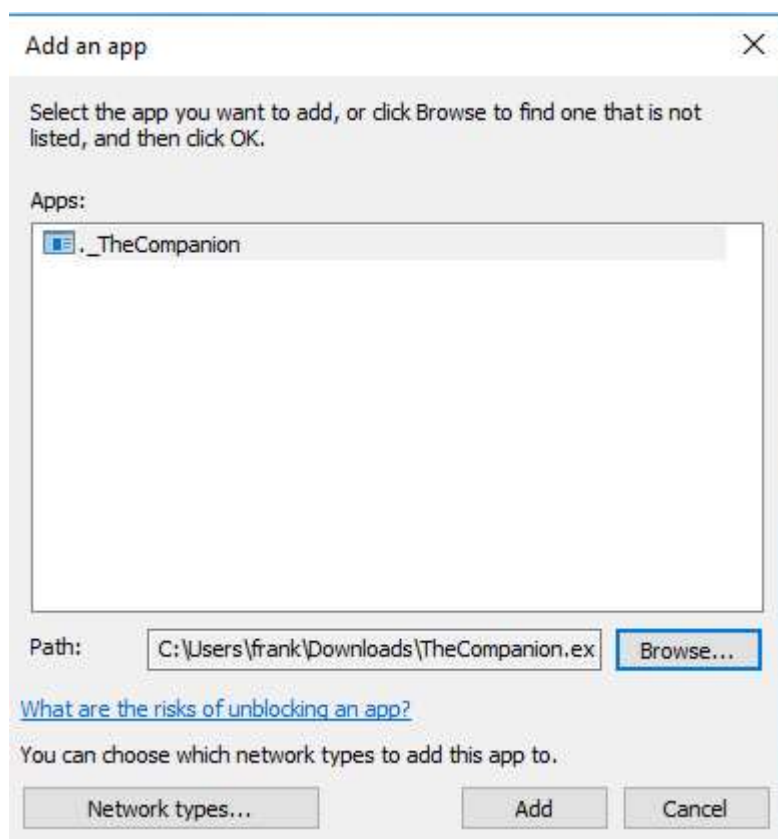 Add an app
Select the app you want to add, or click Browse to find one that is not
listed, and then click OK.
Apps:
._TheCompanion
Path:
C:\Users\frank\Downloads\TheCompanion.ex
Browse...
What are the risks of unblocking an app?
You can choose which network types to add this app to.
Network types...
Add
Cancel